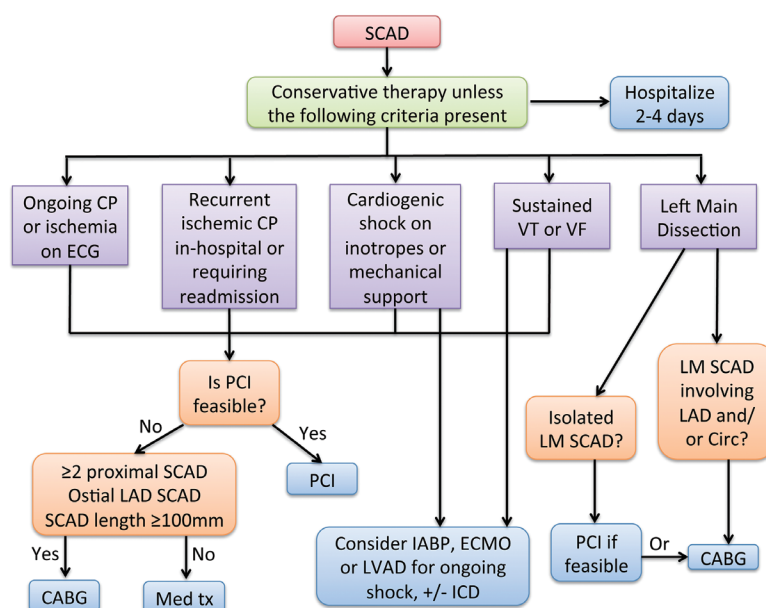 SCAD
Conservative therapy unless
the following criteria present
Hospitalize
2-4 days
Ongoing CP
or ischemia
on ECG
Recurrent
ischemic CP
in-hospital or
requiring
readmission
Cardiogenic
shock on
inotropes or
mechanical
support
Sustained
VT or VF
Left Main
Dissection
Is PCI
feasible?
No
Yes
≥2 proximal SCAD
Ostial LAD SCAD
SCAD length ≥100mm
PCI
Yes
No
CABG
Med tx
Consider IABP, ECMO
or LVAD for ongoing
shock, +/- ICD
Isolated
LM SCAD?
LM SCAD
involving
LAD and/
or Circ?
PCI if
feasible
Or
CABG